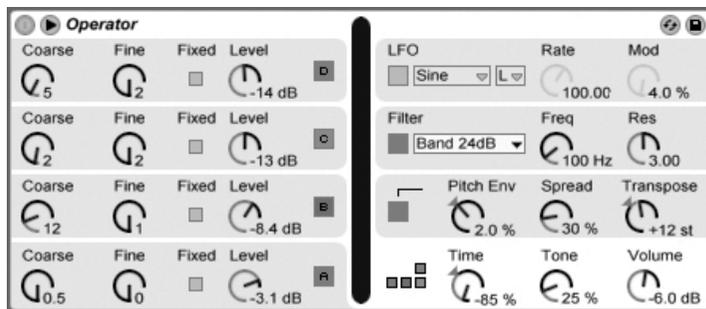 Operator
Coarse Fine Fixed Level
5 2 -14 dB D
Coarse Fine Fixed Level
2 2 -13 dB C
Coarse Fine Fixed Level
12 1 -8.4 dB B
Coarse Fine Fixed Level
0.5 0 -3.1 dB A
LFO Rate Mod
Sine L 100.00 4.0 %
Filter Freq Res
Band 24dB 100 Hz 3.00
Pitch Env Spread Transpose
2.0 % 30 % +12 st
Time Tone Volume
-85 % 25 % -6.0 dB